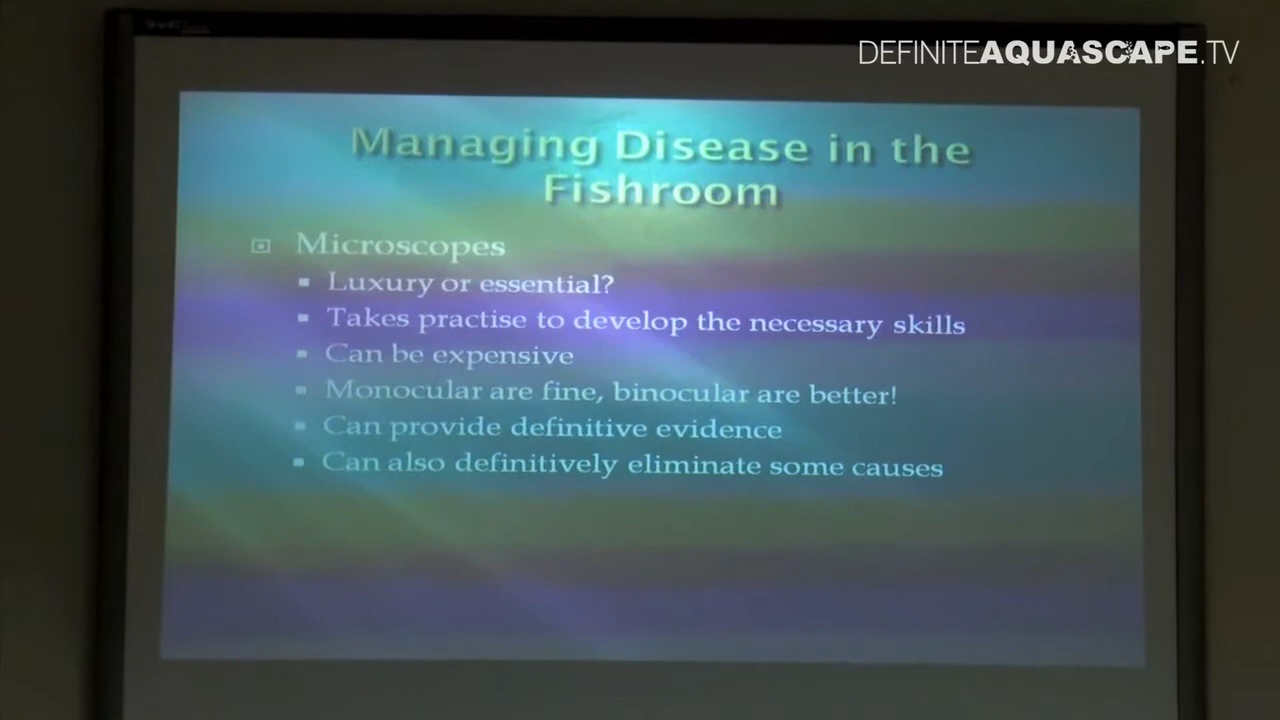 DEFINITEAQUASCAPE.TV
Managing Disease in the
Fishroom
Microscopes
Luxury or essential?
Takes practise to develop the necessary skills
Can be expensive
Monocular are fine, binocular are better!
Can provide definitive evidence
Can also definitively eliminate some causes